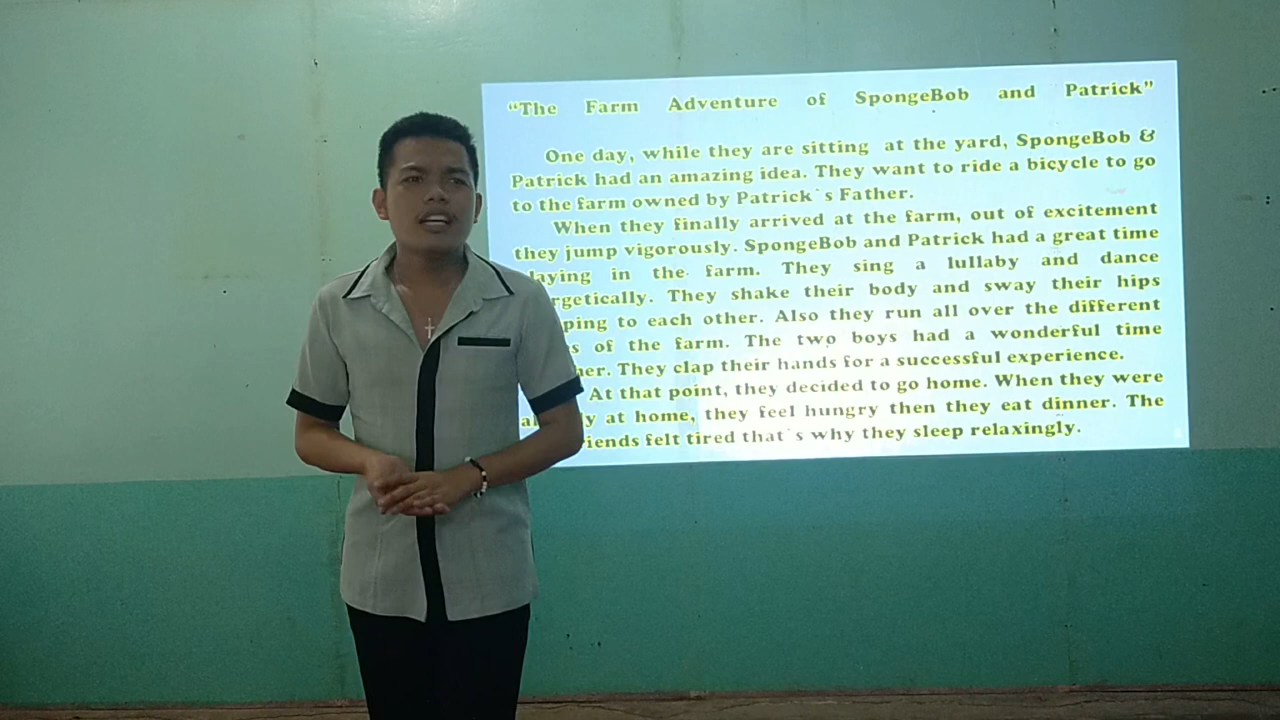 “The Farm Adventure of SpongeBob and Patrick”
One day, while they are sitting at the yard, SpongeBob &
Patrick had an amazing idea. They want to ride a bicycle to go
to the farm owned by Patrick`s Father.
When they finally arrived at the farm, out of excitement
they jump vigorously. SpongeBob and Patrick had a great time
laying in the farm. They sing a lullaby and dance
rgetically. They shake their body and sway their hips
ping to each other. Also they run all over the different
s of the farm. The two boys had a wonderful time
her. They clap their hands for a successful experience.
At that point, they decided to go home. When they were
at home, they feel hungry then they eat dinner. The
iends felt tired that`s why they sleep relaxingly.